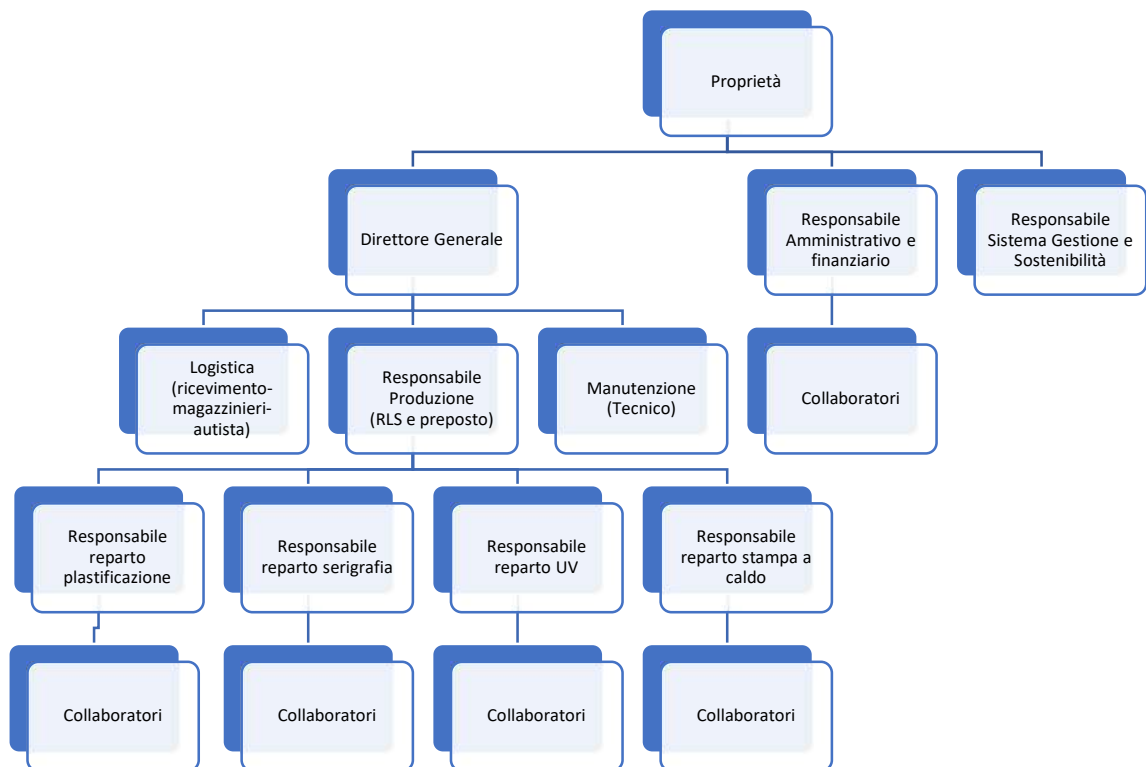 Proprietà
Direttore Generale
Responsabile
Amministrativo e
finanziario
Responsabile
Sistema Gestione e
Sostenibilità
Logistica
(ricevimento-
magazzinieri-
autista)
Responsabile
Produzione
(RLS e preposto)
Manutenzione
(Tecnico)
Collaboratori
Responsabile
reparto
plastificazione
Responsabile
reparto serigrafia
Responsabile
reparto UV
Responsabile
reparto stampa a
caldo
Collaboratori
Collaboratori
Collaboratori
Collaboratori